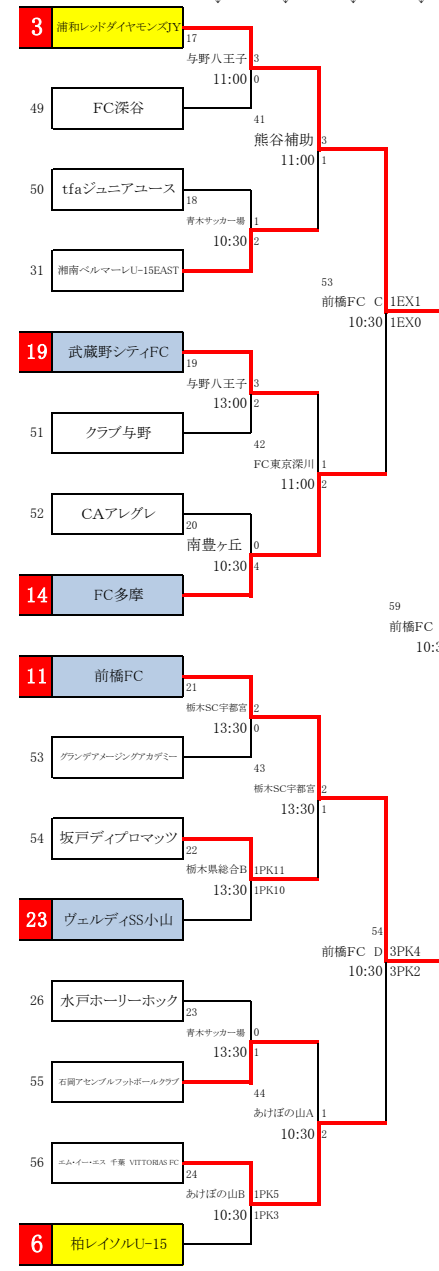 3 浦和レッドダイヤモンズJY
17
与野八王子 3
11:00 0
49 FC深谷
41
熊谷補助 3
11:00 1
50 tfaジュニアユース
18
青木サッカー場 1
10:30 2
31 湘南ベルマーレU-15EAST
53
前橋FC C 1EX1
10:30 1EX0
19 武蔵野シティFC
19
与野八王子 3
13:00 2
51 クラブ与野
42
FC東京深川 1
11:00 2
52 CAアレグレ
20
南豊ヶ丘 0
10:30 4
14 FC多摩
59
前橋FC
10:3
11 前橋FC
21
栃木SC宇都宮 2
13:30 0
53 グランデアメージングアカデミー
43
栃木SC宇都宮 2
13:30 1
54 坂戸ディプロマッツ
22
栃木県総合B 1PK11
13:30 1PK10
23 ヴェルディSS小山
54
前橋FC D 3PK4
10:30 3PK2
26 水戸ホーリーホック
23
青木サッカー場 0
13:30 1
55 石岡アセンブルフットボールクラブ
44
あけぼの山A 1
10:30 2
56 エム・イー・エス 千葉 VITTORIAS FC
24
あけぼの山B 1PK5
10:30 1PK3
6 柏レイソルU-15